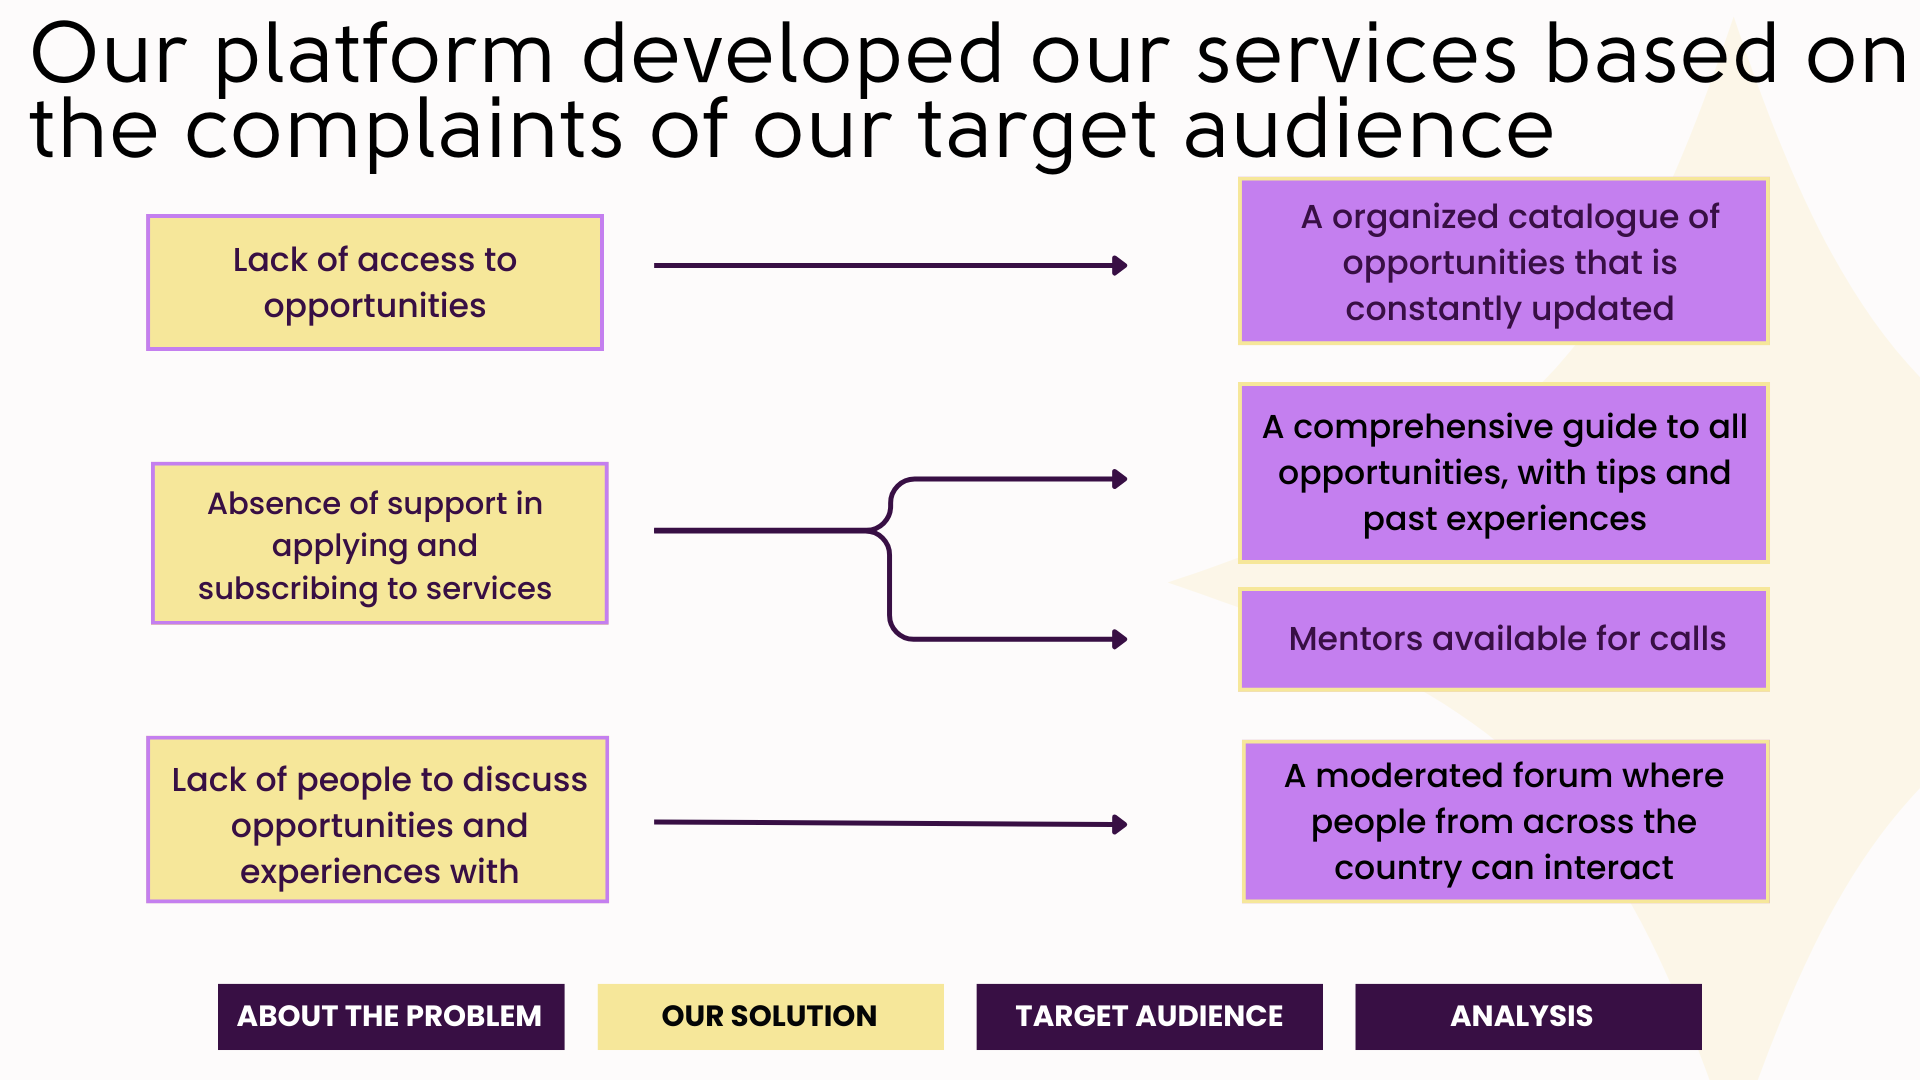 Our platform developed our services based on
the complaints of our target audience
Lack of access to
opportunities
A organized catalogue of
opportunities that is
constantly updated
Absence of support in
applying and
subscribing to services
A comprehensive guide to all
opportunities, with tips and
past experiences
Mentors available for calls
Lack of people to discuss
opportunities and
experiences with
A moderated forum where
people from across the
country can interact
ABOUT THE PROBLEM
OUR SOLUTION
TARGET AUDIENCE
ANALYSIS